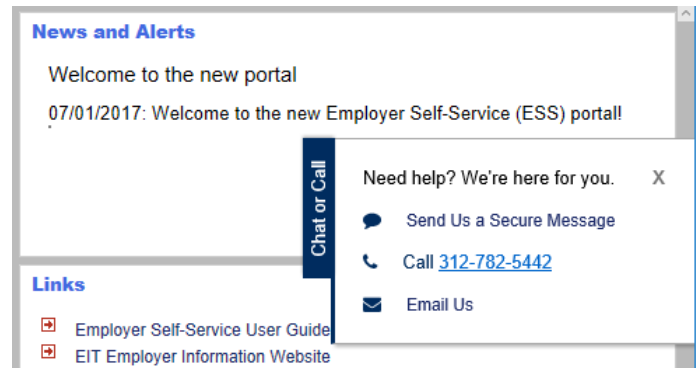 News and Alerts
Welcome to the new portal
07/01/2017: Welcome to the new Employer Self-Service (ESS) portal!
Chat or Call
Need help? We're here for you. X
Send Us a Secure Message
Call 312-782-5442
Email Us
Links
Employer Self-Service User Guide
EIT Employer Information Website